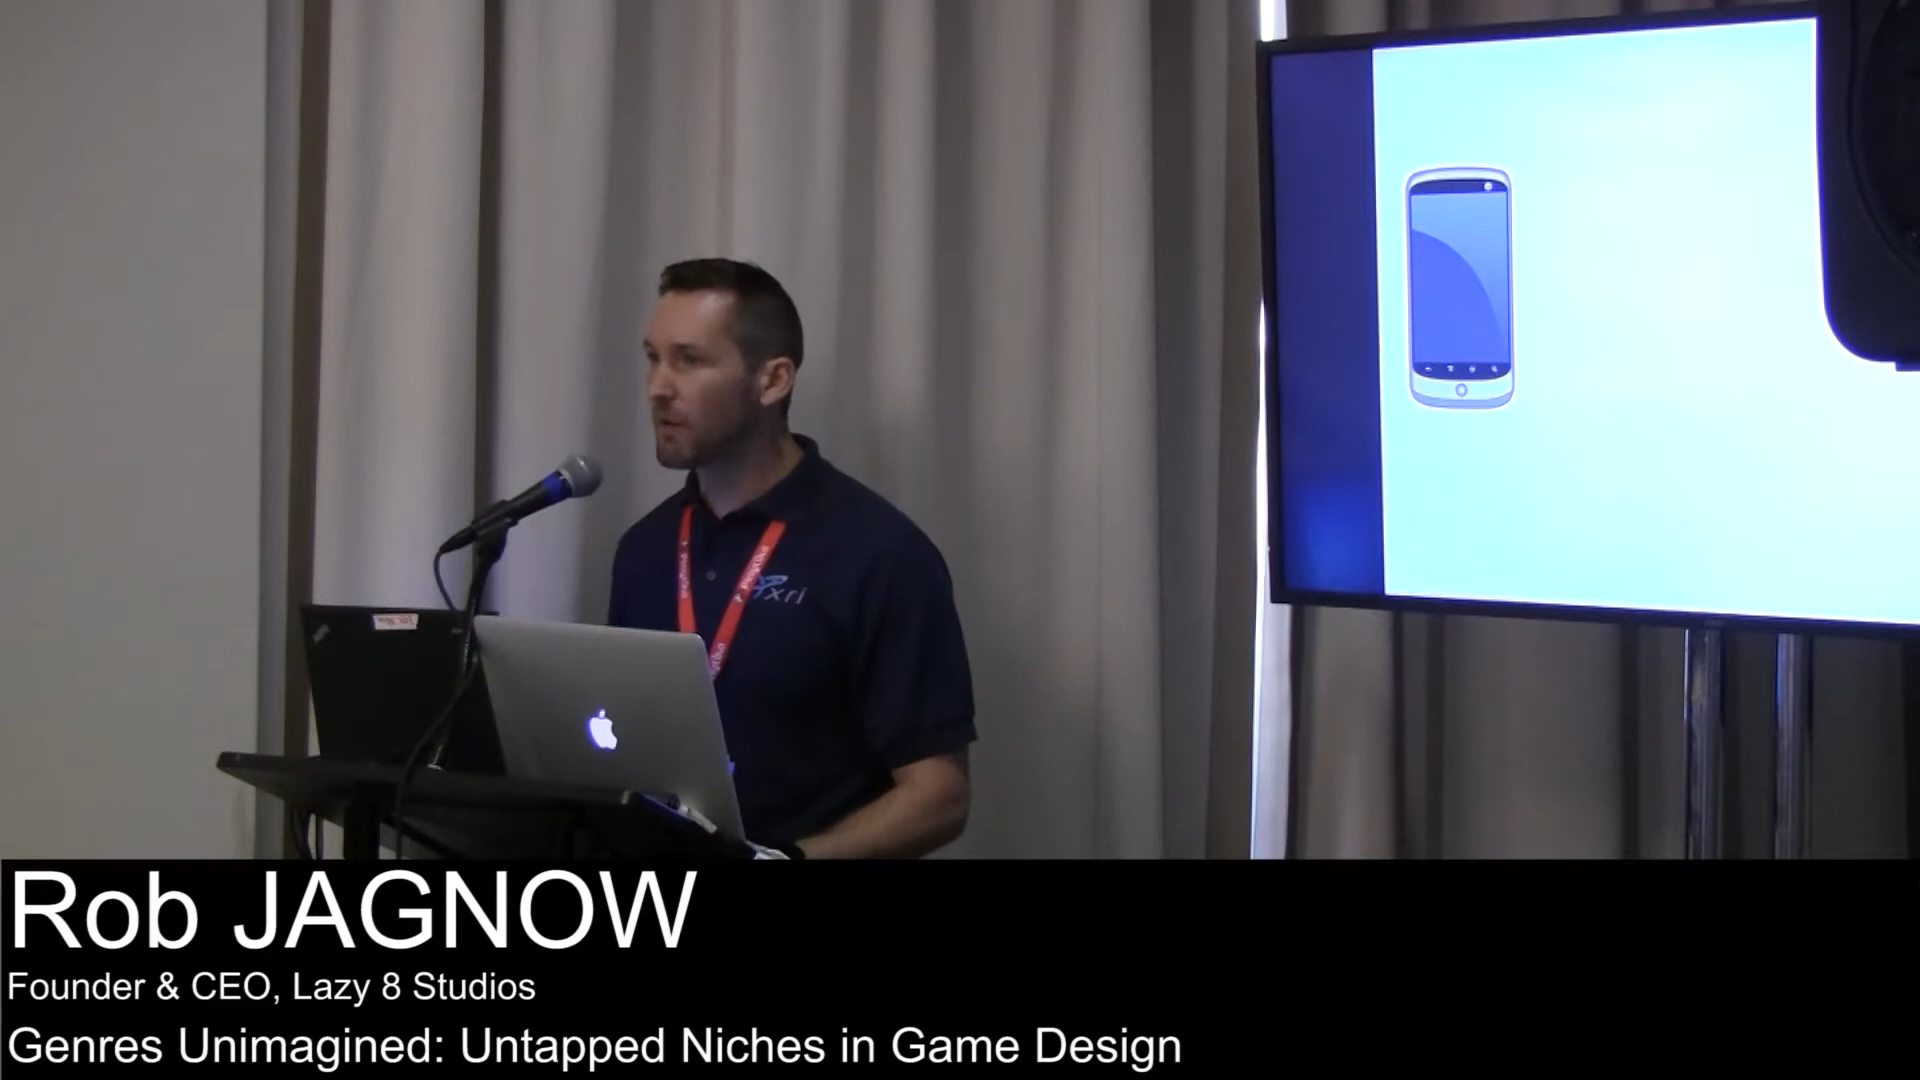 Rob JAGNOW
Founder & CEO, Lazy 8 Studios
Genres Unimagined: Untapped Niches in Game Design